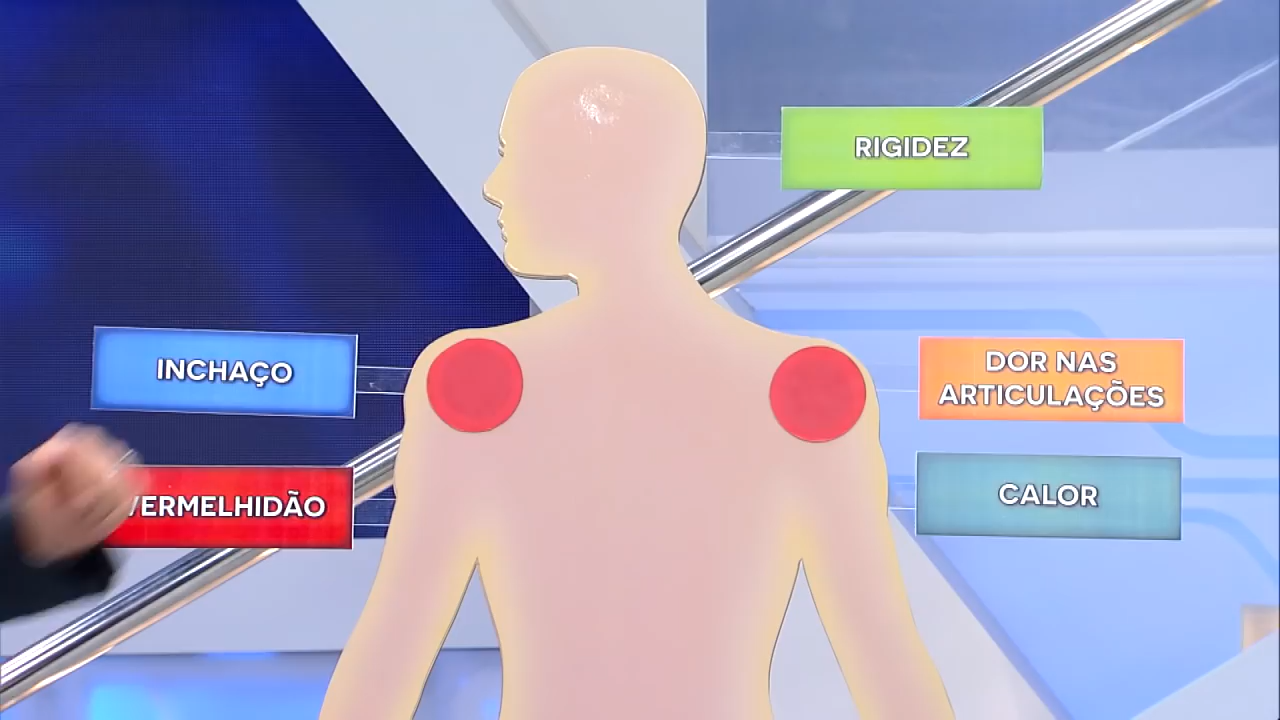 RIGIDEZ
INCHAÇO
DOR NAS
ARTICULAÇÕES
VERMELHIDÃO
CALOR